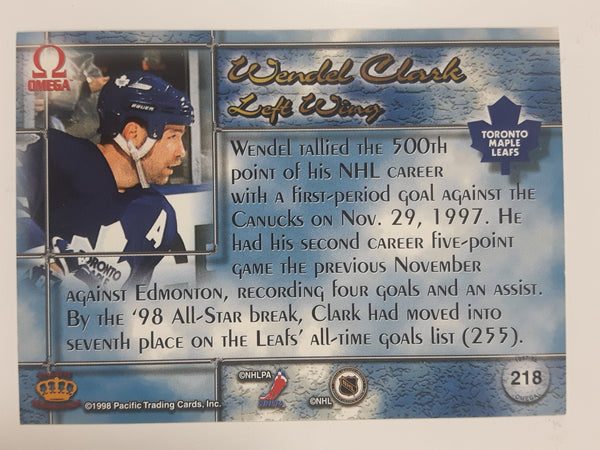 Ω
OMEGA™
BAUER
A
TORONTO
Wendel Clark
Left Wing
TORONTO
MAPLE
LEAFS
Wendel tallied the 500th
point of his NHL career
with a first-period goal against the
Canucks on Nov. 29, 1997. He
had his second career five-point
game the previous November
against Edmonton, recording four goals and an assist.
By the '98 All-Star break, Clark had moved into
seventh place on the Leafs' all-time goals list (255).
©1998 Pacific Trading Cards, Inc.
©NHLPA
©NHL
218
OMEGA